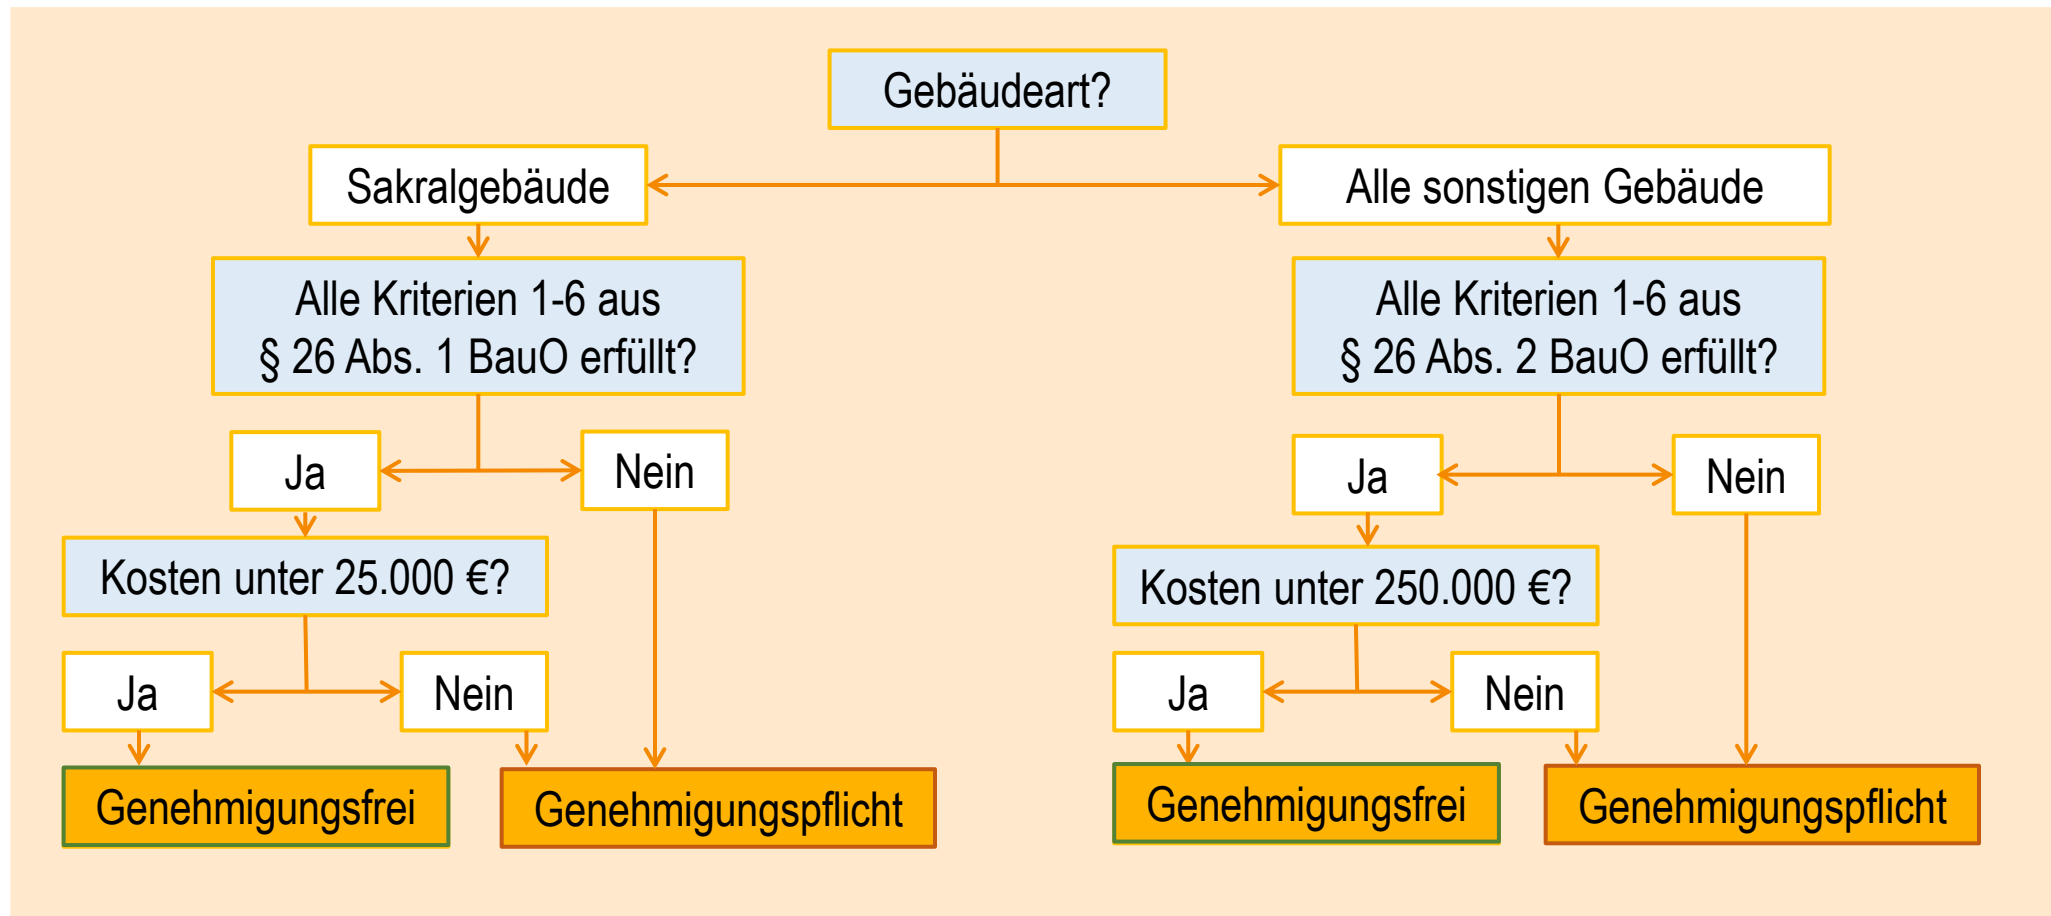 Gebäudeart?
Sakralgebäude
Alle sonstigen Gebäude
Alle Kriterien 1-6 aus
§ 26 Abs. 1 BauO erfüllt?
Alle Kriterien 1-6 aus
§ 26 Abs. 2 BauO erfüllt?
Ja
Nein
Ja
Nein
Kosten unter 25.000 €?
Kosten unter 250.000 €?
Ja
Nein
Ja
Nein
Genehmigungsfrei
Genehmigungspflicht
Genehmigungsfrei
Genehmigungspflicht